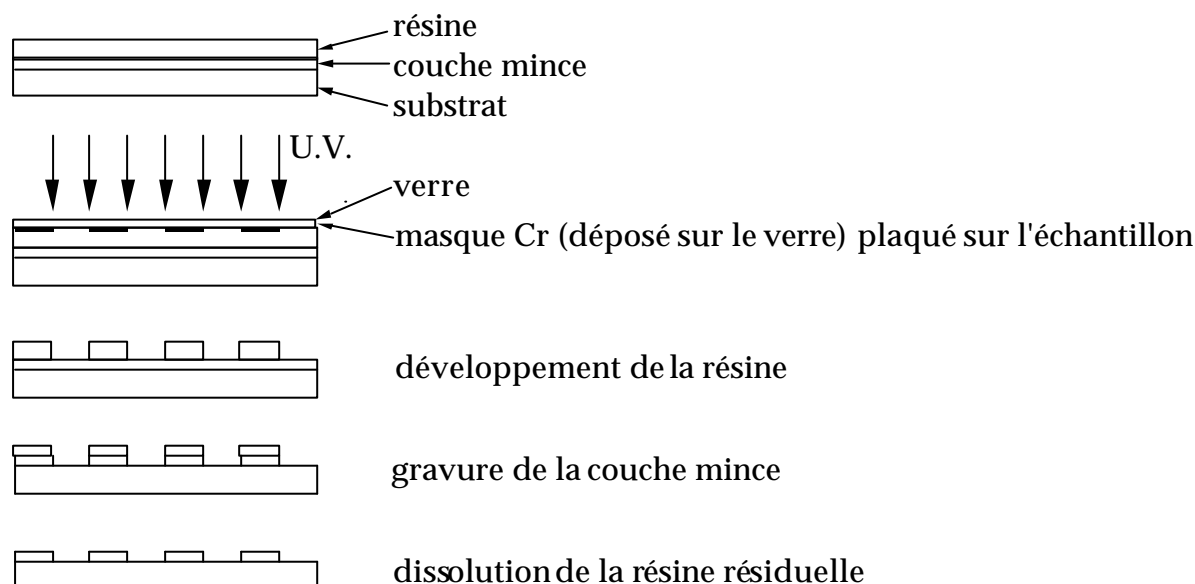 résine
couche mince
substrat
U.V.
verre
masque Cr (déposé sur le verre) plaqué sur l'échantillon
développement de la résine
gravure de la couche mince
dissolution de la résine résiduelle